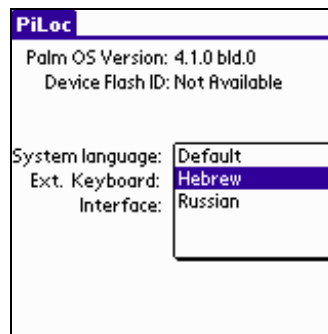 PiLoc
Palm OS Version: 4.1.0 bld.0
Device Flash ID: Not Available
System language: Default
Ext. Keyboard: Hebrew
Interface: Russian